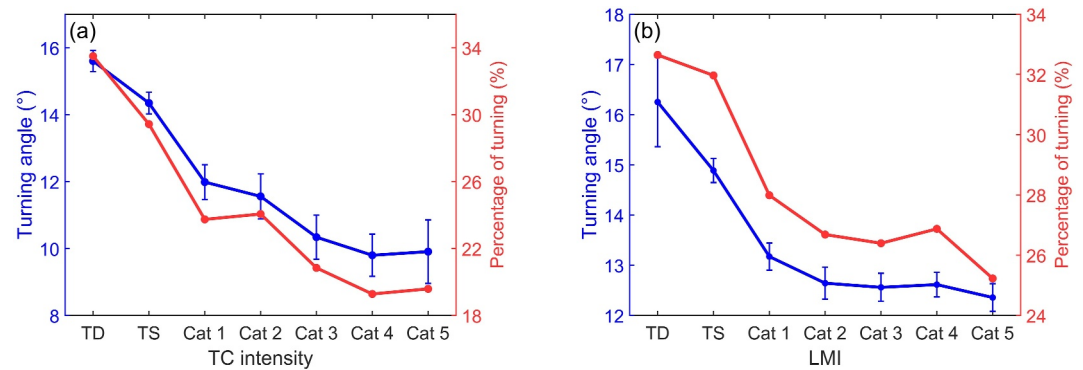 (a)
Turning angle (°)
16
14
12
10
8
34
30
26
22
18
Percentage of turning (%)
TD TS Cat 1 Cat 2 Cat 3 Cat 4 Cat 5
TC intensity
(b)
Turning angle (°)
18
17
16
15
14
13
12
34
32
30
28
26
24
Percentage of turning (%)
TD TS Cat 1 Cat 2 Cat 3 Cat 4 Cat 5
LMI